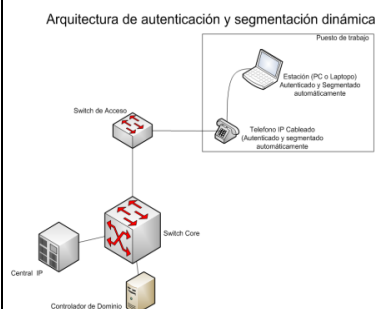 Arquitectura de autenticación y segmentación dinámica
Puesto de trabajo
Estación (PC o Laptopo)
Autenticado y Segmentado
automáticamente
Switch de Acceso
Telefono IP Cableado
(Autenticado y segmentado
automáticamente
Switch Core
Central IP
Controlador de Dominio